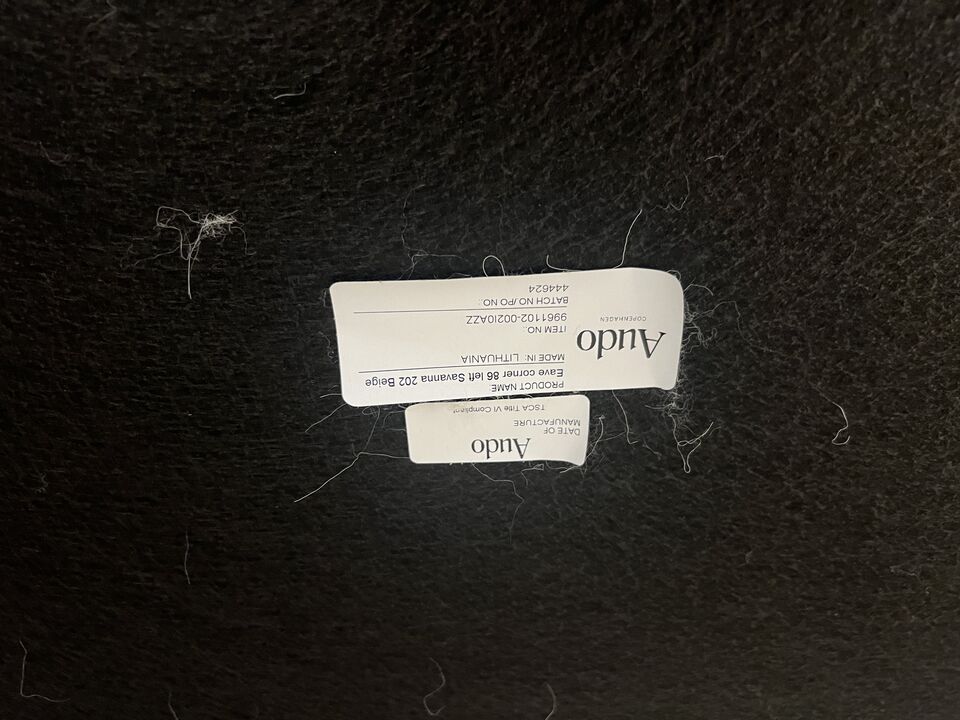 Audo
COPENHAGEN
PRODUCT NAME
Eave corner 86 left Savanna 202 Beige
MADE IN: LITHUANIA
ITEM NO.:
9961102-002I0AZZ
BATCH NO /PO NO.:
444624
Audo
DATE OF
MANUFACTURE
TSCA Title VI Compliant